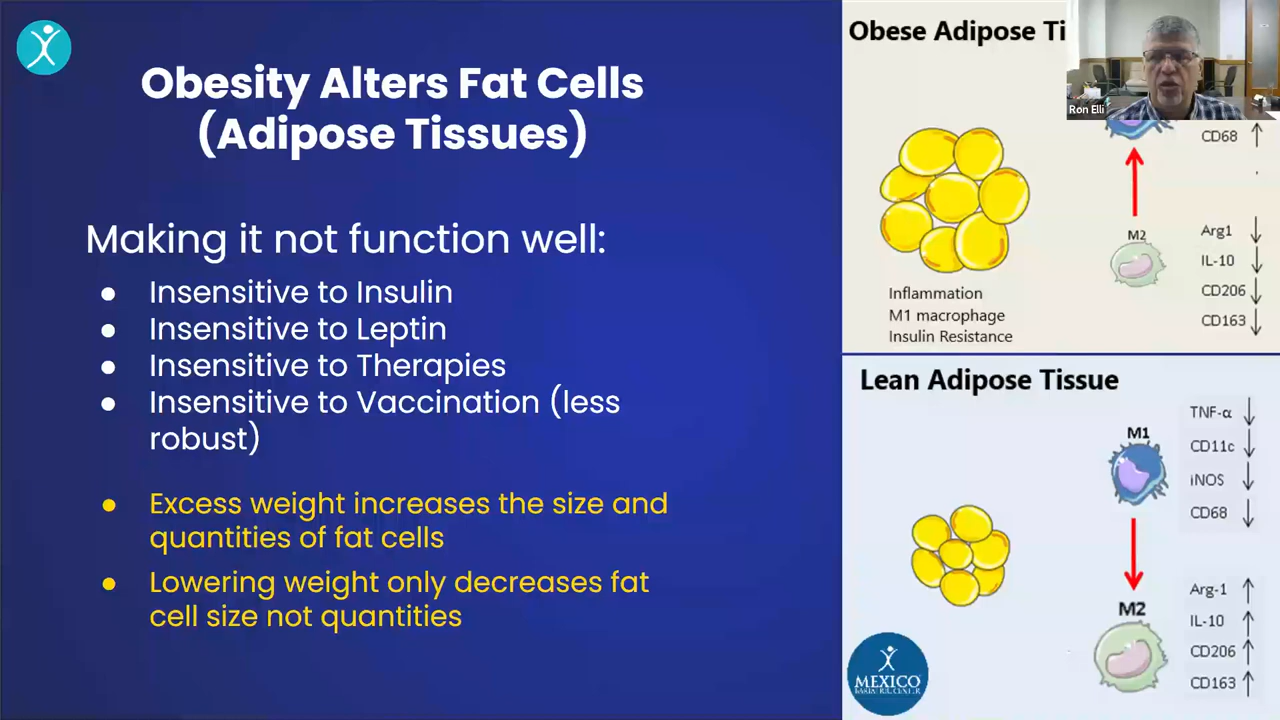 Obesity Alters Fat Cells
(Adipose Tissues)
Making it not function well:
● Insensitive to Insulin
● Insensitive to Leptin
● Insensitive to Therapies
● Insensitive to Vaccination (less
robust)
● Excess weight increases the size and
quantities of fat cells
● Lowering weight only decreases fat
cell size not quantities
Obese Adipose Ti
Ron Elli
CD68 ↑
M2
Arg1 ↓
IL-10 ↓
CD206 ↓
CD163 ↓
Inflammation
M1 macrophage
Insulin Resistance
Lean Adipose Tissue
M1
TNF-α ↓
CD11c ↓
iNOS ↓
CD68 ↓
M2
Arg-1 ↑
IL-10 ↑
CD206 ↑
CD163 ↑
MEXICO
BARIATRIC CENTER